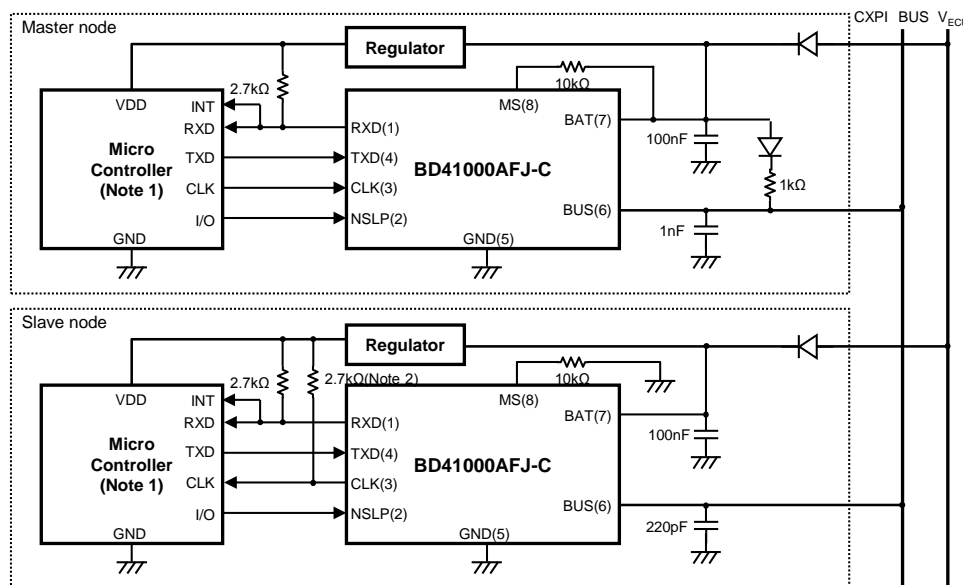 CXPI BUS V_ECU
Master node
Regulator
2.7kΩ
10kΩ
VDD
INT
MS(8)
RXD
RXD(1)
BAT(7)
100nF
Micro
Controller
(Note 1)
TXD
TXD(4)
BD41000AFJ-C
CLK
CLK(3)
1kΩ
I/O
NSLP(2)
BUS(6)
1nF
GND
GND(5)
Slave node
Regulator
2.7kΩ
2.7kΩ(Note 2)
10kΩ
VDD
INT
MS(8)
RXD
RXD(1)
BAT(7)
100nF
Micro
Controller
(Note 1)
TXD
TXD(4)
BD41000AFJ-C
CLK
CLK(3)
I/O
NSLP(2)
BUS(6)
220pF
GND
GND(5)